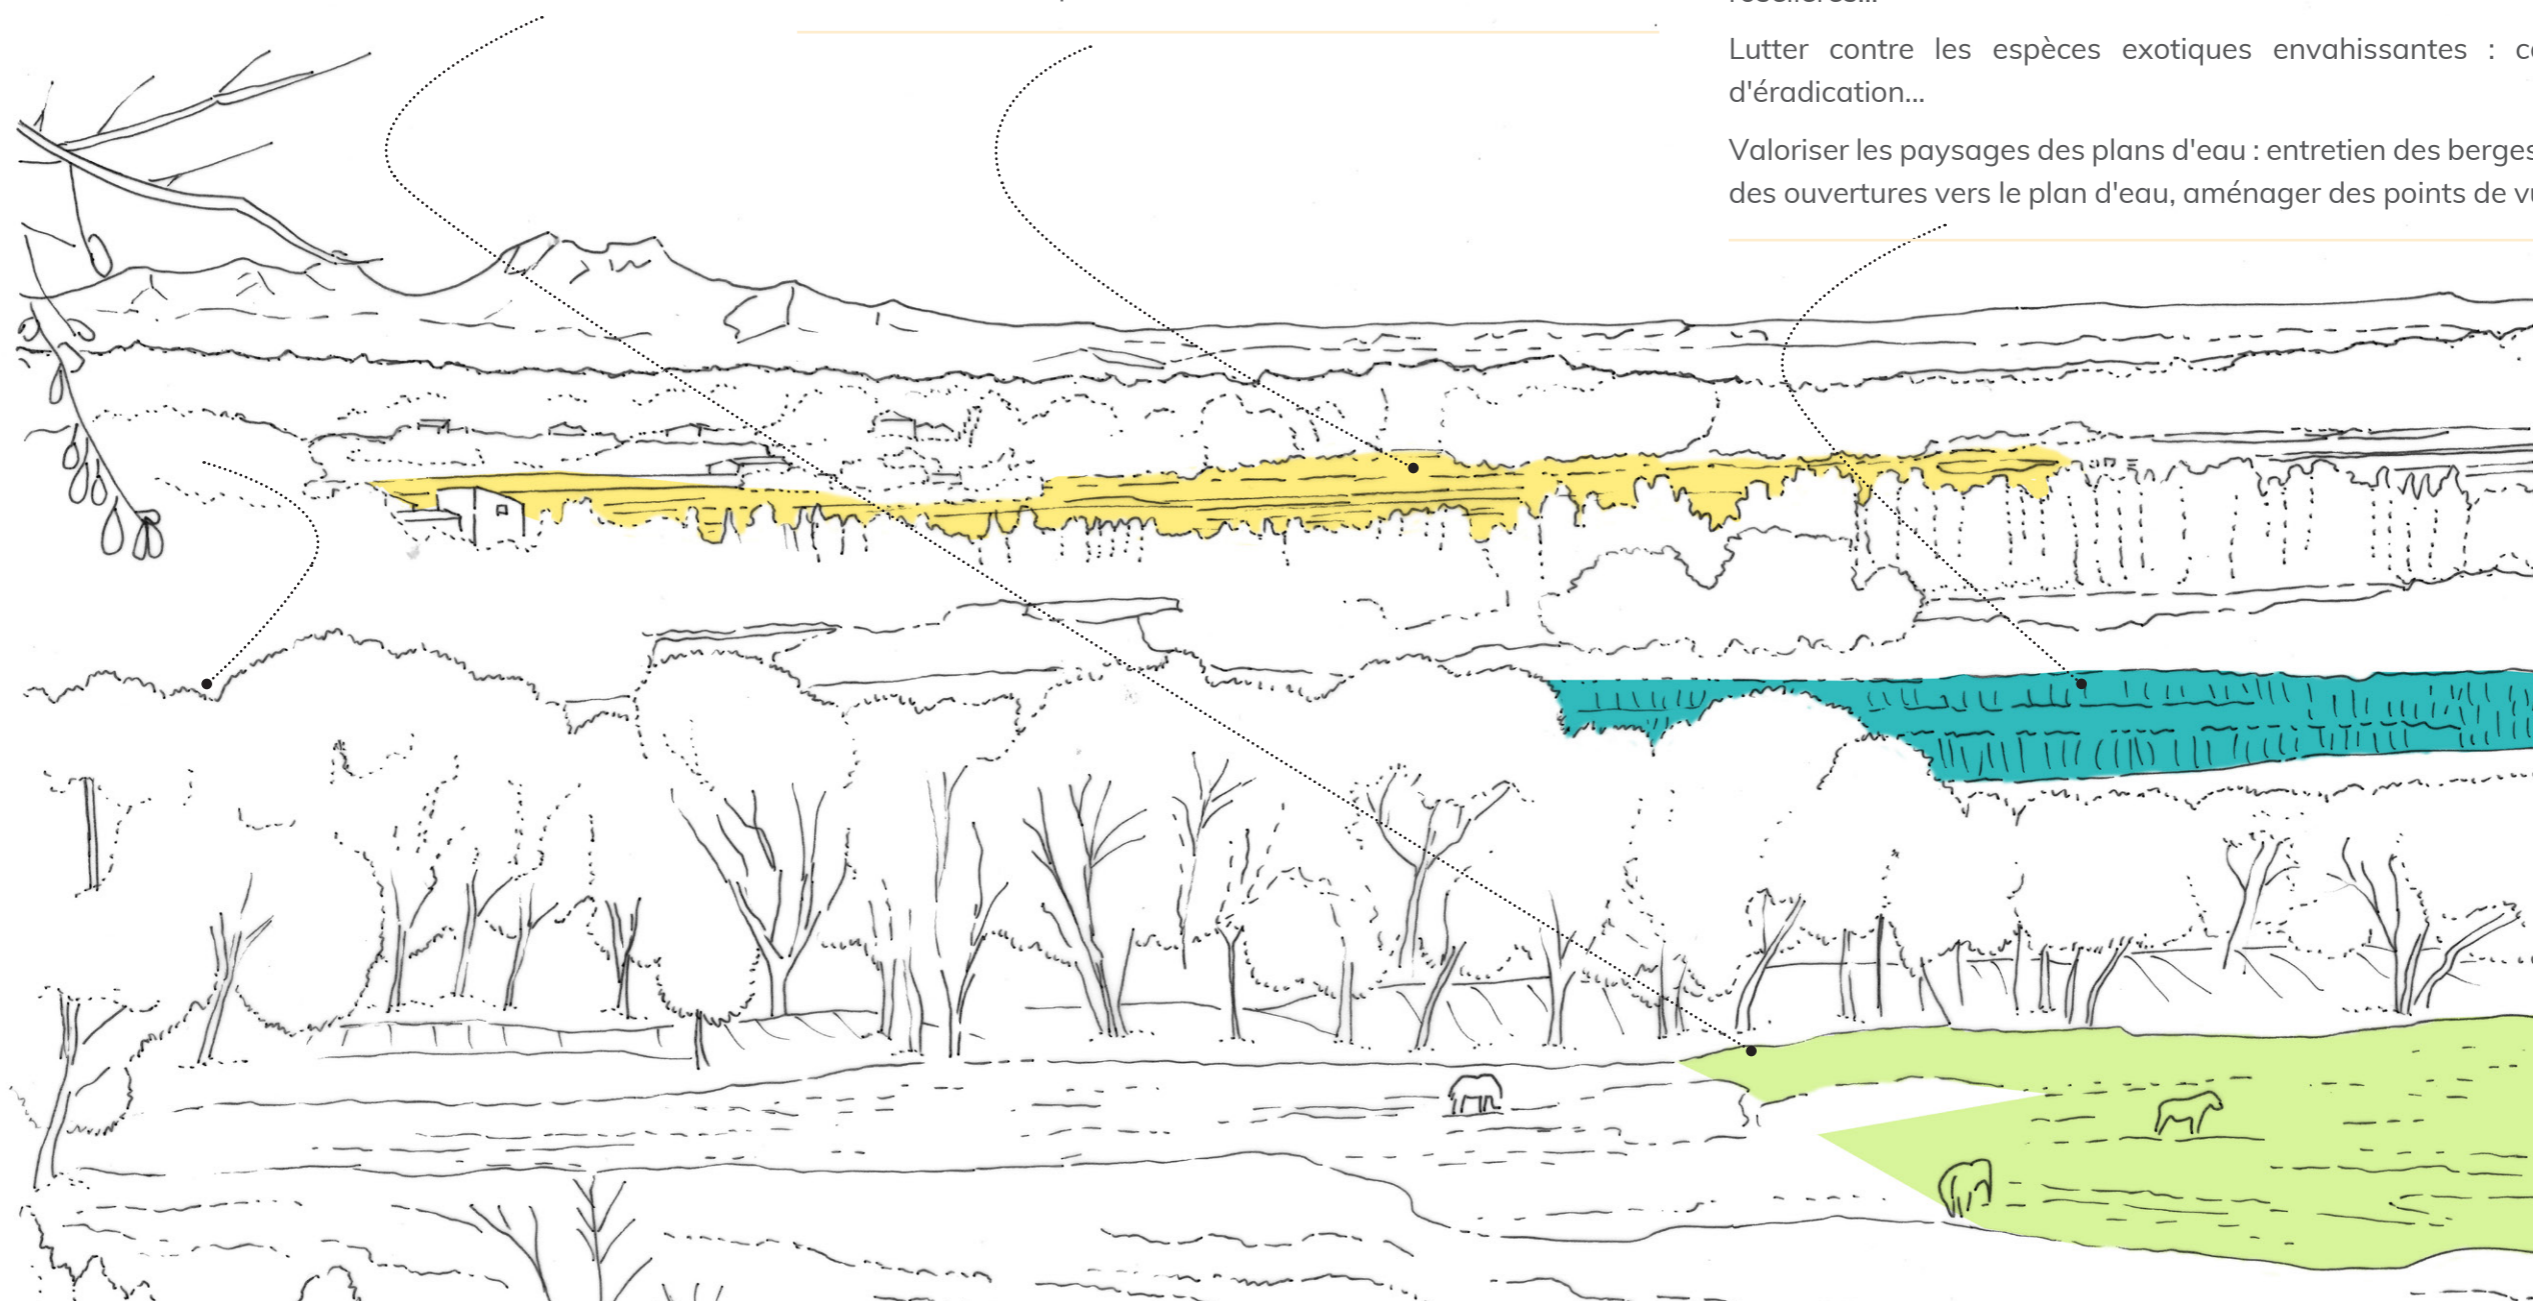 Lutter contre les espèces exotiques envahissantes :
d'éradication...
Valoriser les paysages des plans d'eau : entretien des berges
des ouvertures vers le plan d'eau, aménager des points de